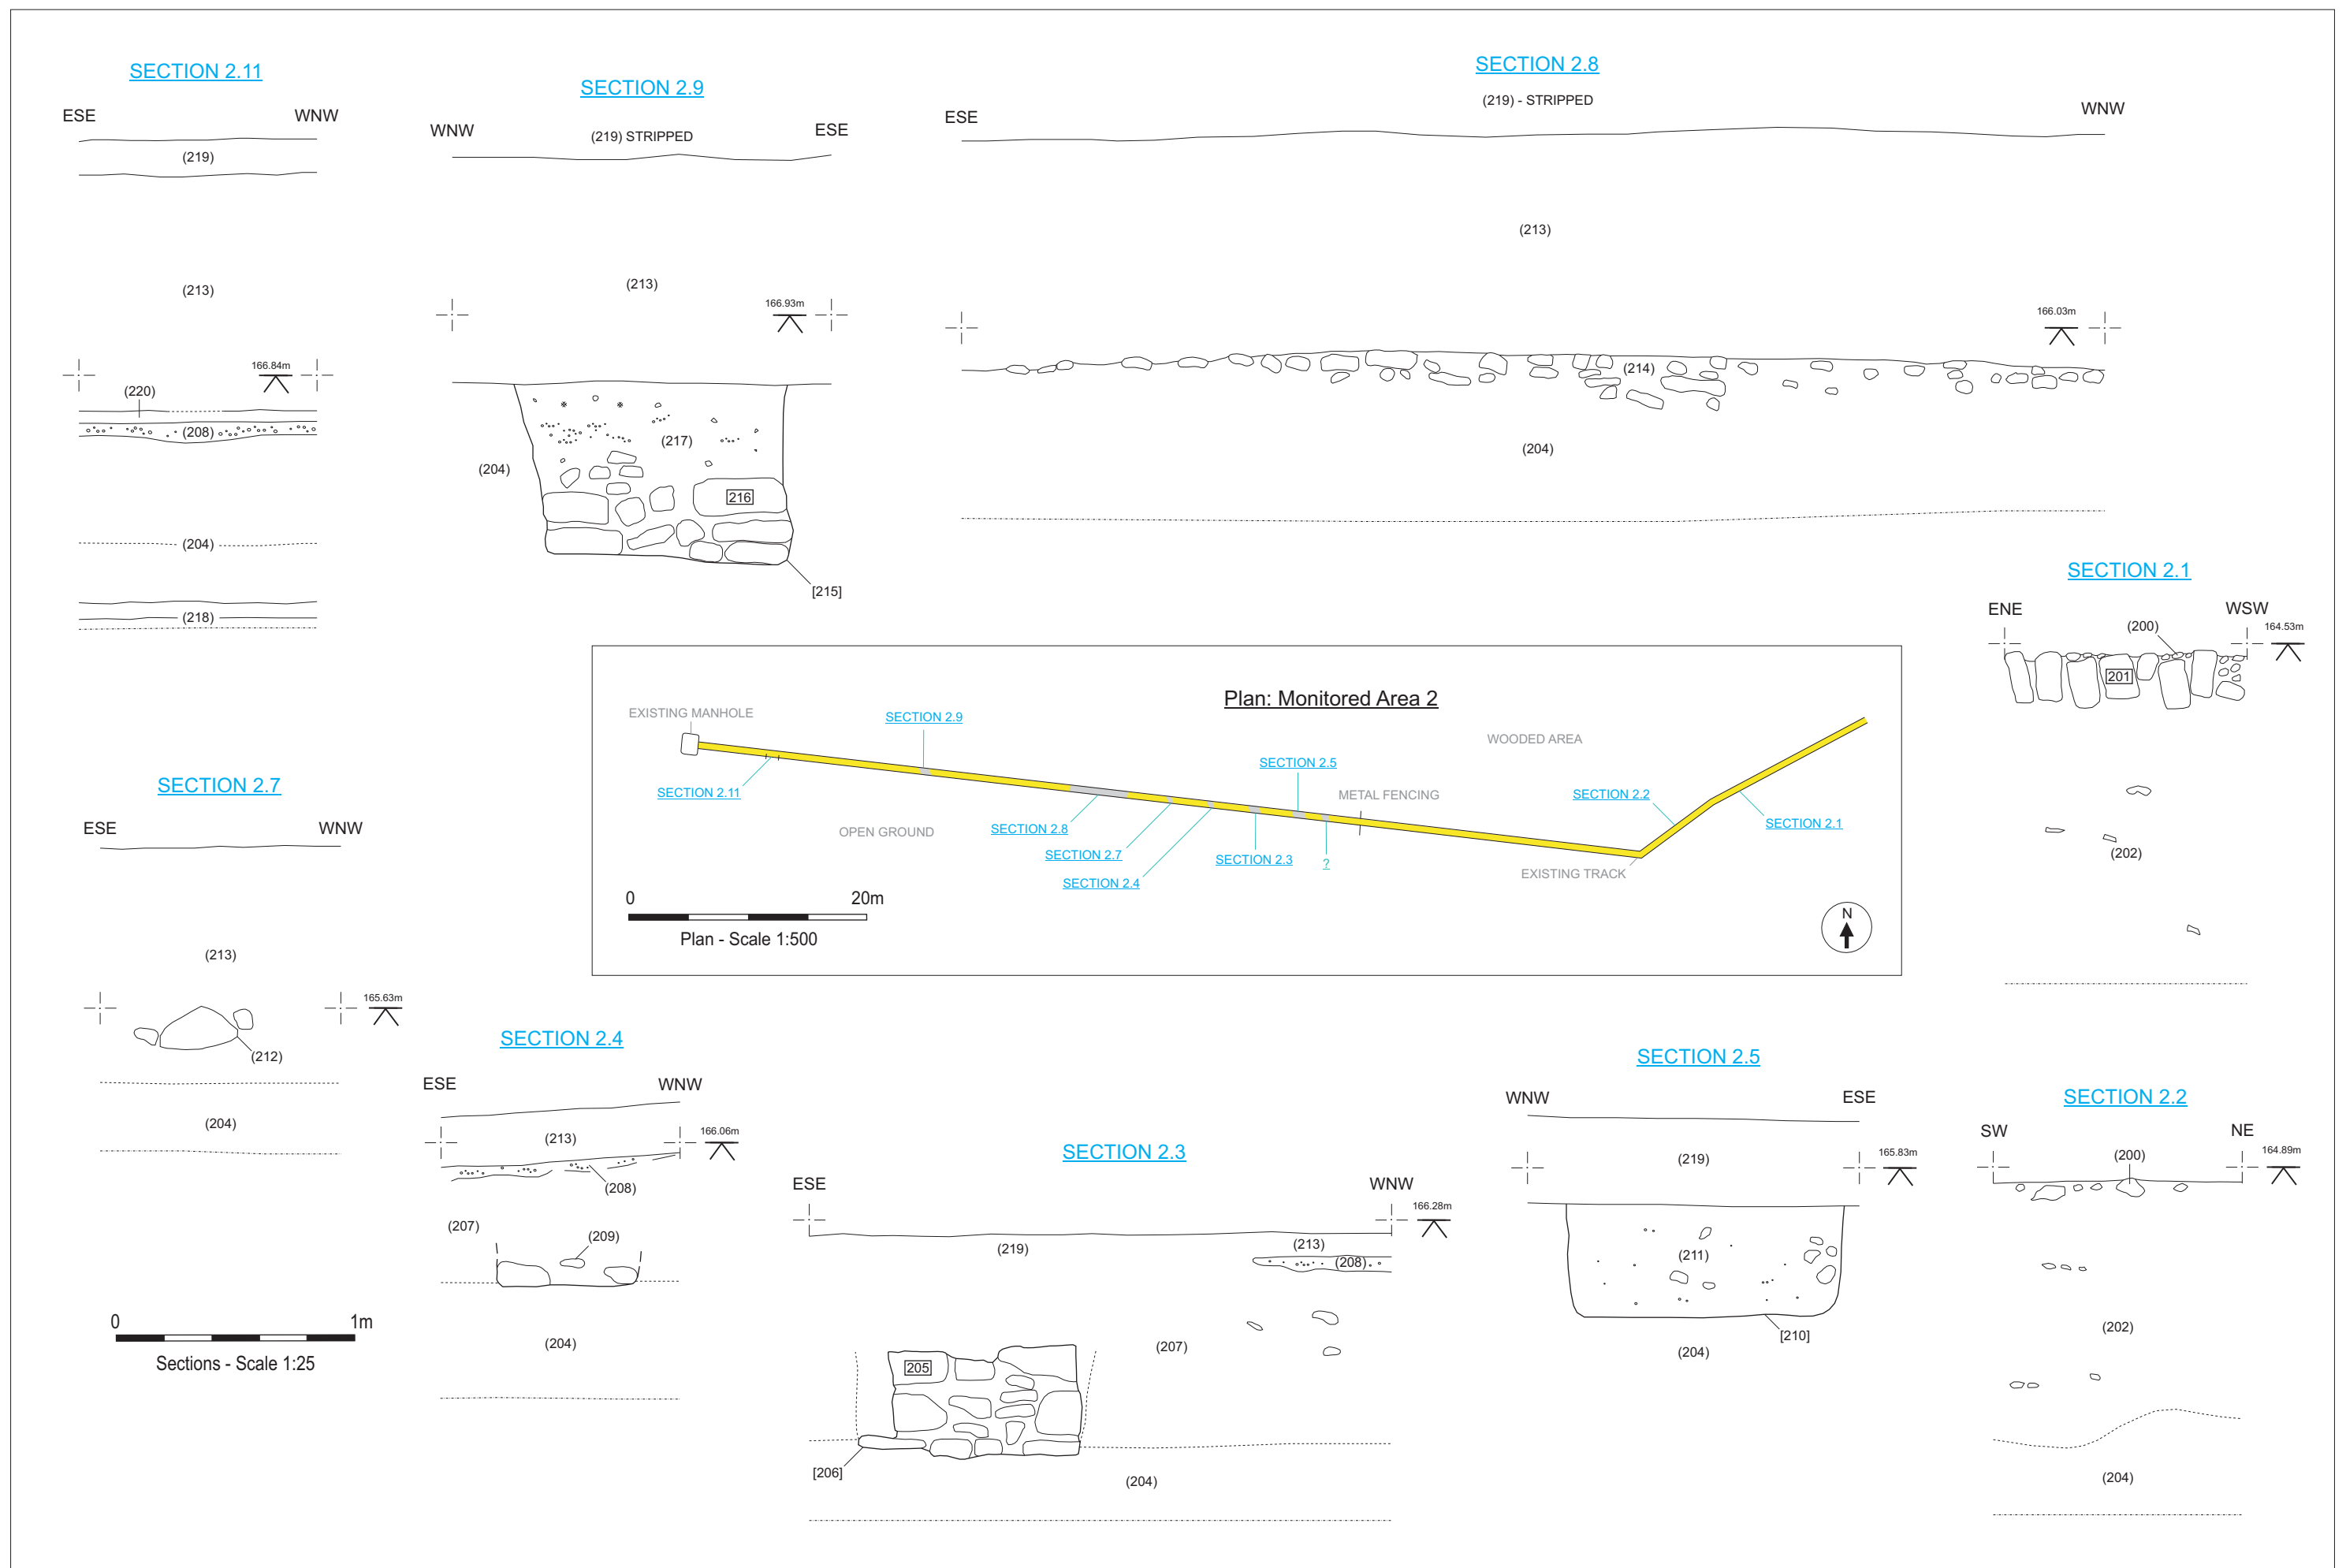 SECTION 2.11
ESE WNW
(219)
(213)
166.84m
(220)
(208)
(204)
(218)
SECTION 2.9
WNW ESE
(219) STRIPPED
(213)
166.93m
(217)
(204)
216
[215]
SECTION 2.8
(219) - STRIPPED
ESE WNW
(213)
166.03m
(214)
(204)
SECTION 2.1
ENE WSW
(200)
164.53m
201
(202)
Plan: Monitored Area 2
EXISTING MANHOLE
SECTION 2.9
WOODED AREA
SECTION 2.5
SECTION 2.11
METAL FENCING
SECTION 2.2
OPEN GROUND
SECTION 2.8
SECTION 2.1
SECTION 2.7
SECTION 2.3
?
SECTION 2.4
EXISTING TRACK
0 20m
Plan - Scale 1:500
N
SECTION 2.7
ESE WNW
(213)
165.63m
(212)
(204)
SECTION 2.4
ESE WNW
(213)
166.06m
(208)
(207)
(209)
(204)
0 1m
Sections - Scale 1:25
SECTION 2.3
ESE WNW
166.28m
(219)
(213)
(208)
(207)
205
[206]
(204)
SECTION 2.5
WNW ESE
(219)
165.83m
(211)
[210]
(204)
SECTION 2.2
SW NE
(200)
164.89m
(202)
(204)